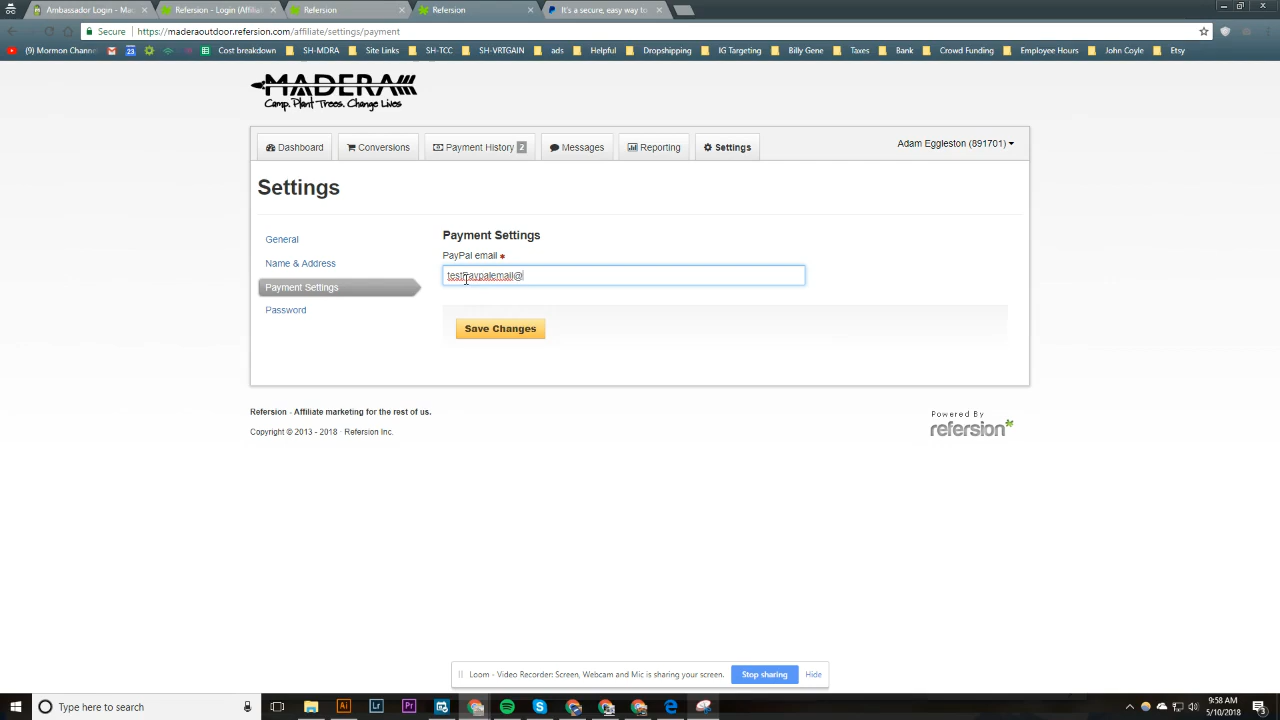 Ambassador Login - Mad
Refersion - Login (Affiliat
Refersion
Refersion
It's a secure, easy way to
Secure
https://maderaoutdoor.refersion.com/affiliate/settings/payment
(9) Mormon Channel
23
Cost breakdown
SH-MDRA
Site Links
SH-TCC
SH-VRTGAIN
ads
Helpful
Dropshipping
IG Targeting
Billy Gene
Taxes
Bank
Crowd Funding
Employee Hours
John Coyle
Etsy
MADERA
Camp. Plant Trees. Change Lives
Dashboard
Conversions
Payment History 2
Messages
Reporting
Settings
Adam Eggleston (891701)
Settings
General
Name & Address
Payment Settings
Password
Payment Settings
PayPal email *
testPaypalemail@
Save Changes
Refersion - Affiliate marketing for the rest of us.
Copyright © 2013 - 2018 · Refersion Inc.
Powered By
refersion
Loom - Video Recorder: Screen, Webcam and Mic is sharing your screen.
Stop sharing
Hide
Type here to search
Ai
Lr
Pr
9:58 AM
5/10/2018